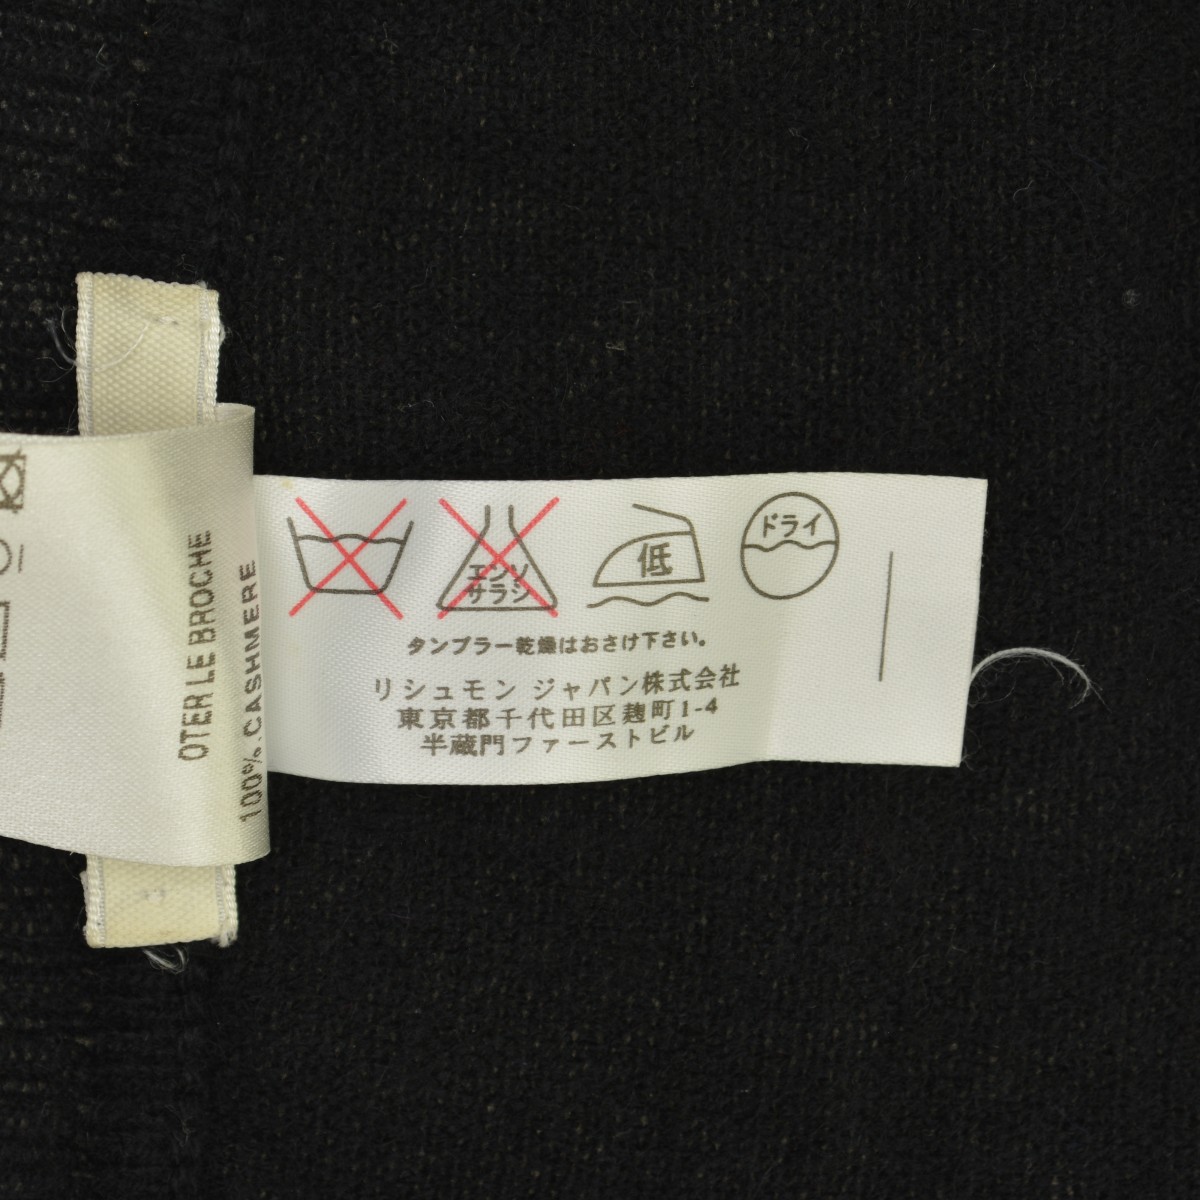 OTER LE BROCHE
100% CASHMERE
エンソ
サラシ
低
ドライ
タンブラー乾燥はおさけ下さい。
リシュモン ジャパン株式会社
東京都千代田区麹町1-4
半蔵門ファーストビル